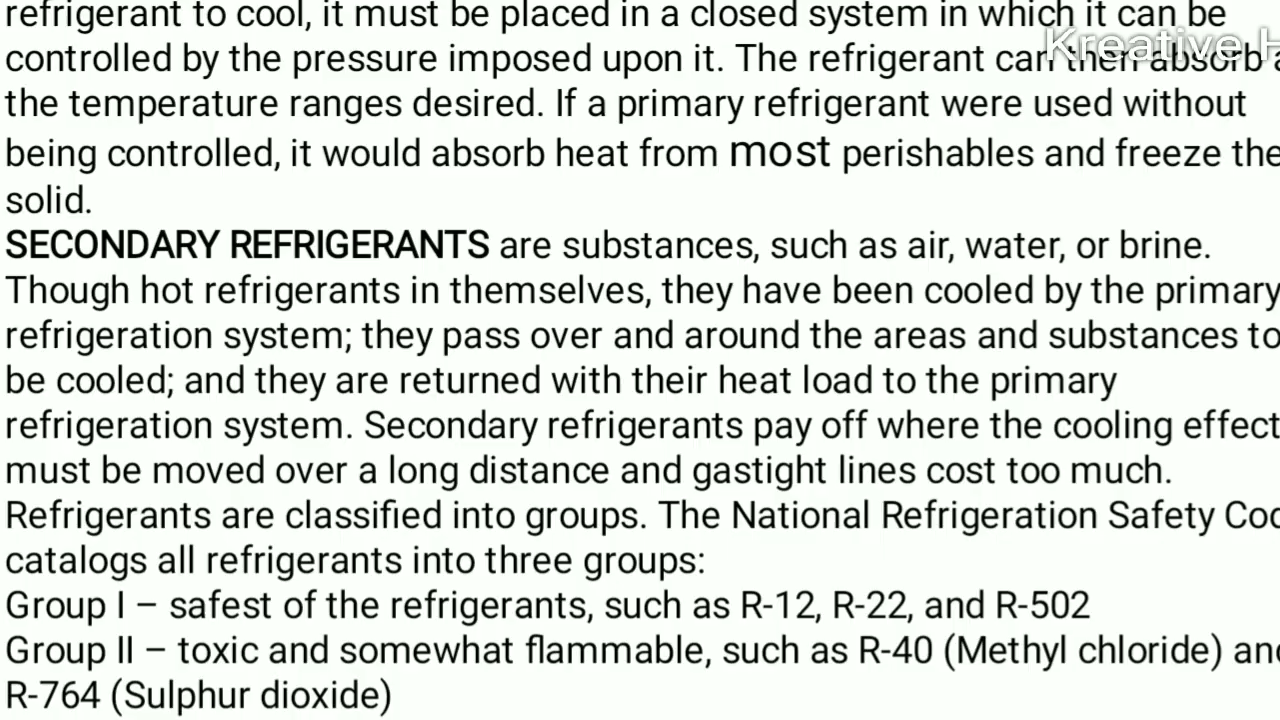 refrigerant to cool, it must be placed in a closed system in which it can be
controlled by the pressure imposed upon it. The refrigerant can then absorb a
the temperature ranges desired. If a primary refrigerant were used without
being controlled, it would absorb heat from most perishables and freeze the
solid.
SECONDARY REFRIGERANTS are substances, such as air, water, or brine.
Though hot refrigerants in themselves, they have been cooled by the primary
refrigeration system; they pass over and around the areas and substances to
be cooled; and they are returned with their heat load to the primary
refrigeration system. Secondary refrigerants pay off where the cooling effect
must be moved over a long distance and gastight lines cost too much.
Refrigerants are classified into groups. The National Refrigeration Safety Cod
catalogs all refrigerants into three groups:
Group I – safest of the refrigerants, such as R-12, R-22, and R-502
Group II – toxic and somewhat flammable, such as R-40 (Methyl chloride) and
R-764 (Sulphur dioxide)
Kreative H